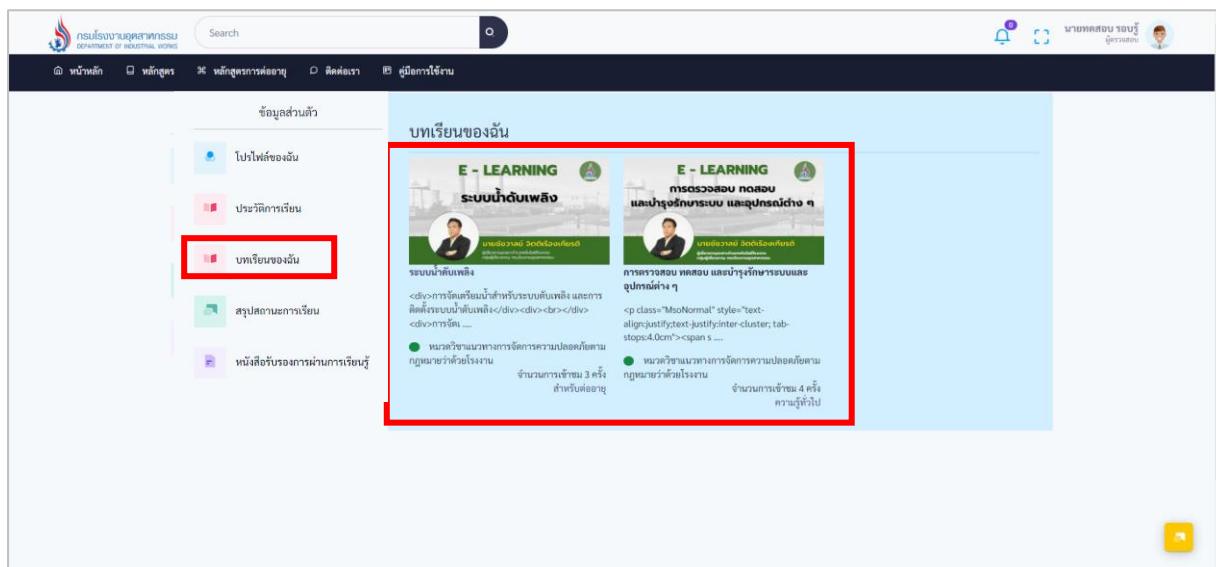 กรมโรงงานอุตสาหกรรม
DEPARTMENT OF INDUSTRIAL WORKS
Search
0
นายทดสอบ รอบรู้
ผู้ตรวจสอบ
หน้าหลัก หลักสูตร หลักสูตรการต่ออายุ ติดต่อเรา คู่มือการใช้งาน
ข้อมูลส่วนตัว
โปรไฟล์ของฉัน
ประวัติการเรียน
บทเรียนของฉัน
สรุปสถานะการเรียน
หนังสือรับรองการผ่านการเรียนรู้
บทเรียนของฉัน
E - LEARNING
ระบบน้ำดับเพลิง
ระบบน้ำดับเพลิง
<div>การจัดเตรียมน้ำสำหรับระบบดับเพลิง และการ
ติดตั้งระบบน้ำดับเพลิง</div><div><br></div>
<div>การจัด ....
หมวดวิชาแนวทางการจัดการความปลอดภัยตาม
กฎหมายว่าด้วยโรงงาน
จำนวนการเข้าชม 3 ครั้ง
สำหรับต่ออายุ
E - LEARNING
การตรวจสอบ ทดสอบ
และบำรุงรักษาระบบ และอุปกรณ์ต่าง ๆ
การตรวจสอบ ทดสอบ และบำรุงรักษาระบบและ
อุปกรณ์ต่าง ๆ
<p class="MsoNormal" style="text-
align:justify;text-justify:inter-cluster; tab-
stops:4.0cm"><span s ....
หมวดวิชาแนวทางการจัดการความปลอดภัยตาม
กฎหมายว่าด้วยโรงงาน
จำนวนการเข้าชม 4 ครั้ง
ความรู้ทั่วไป